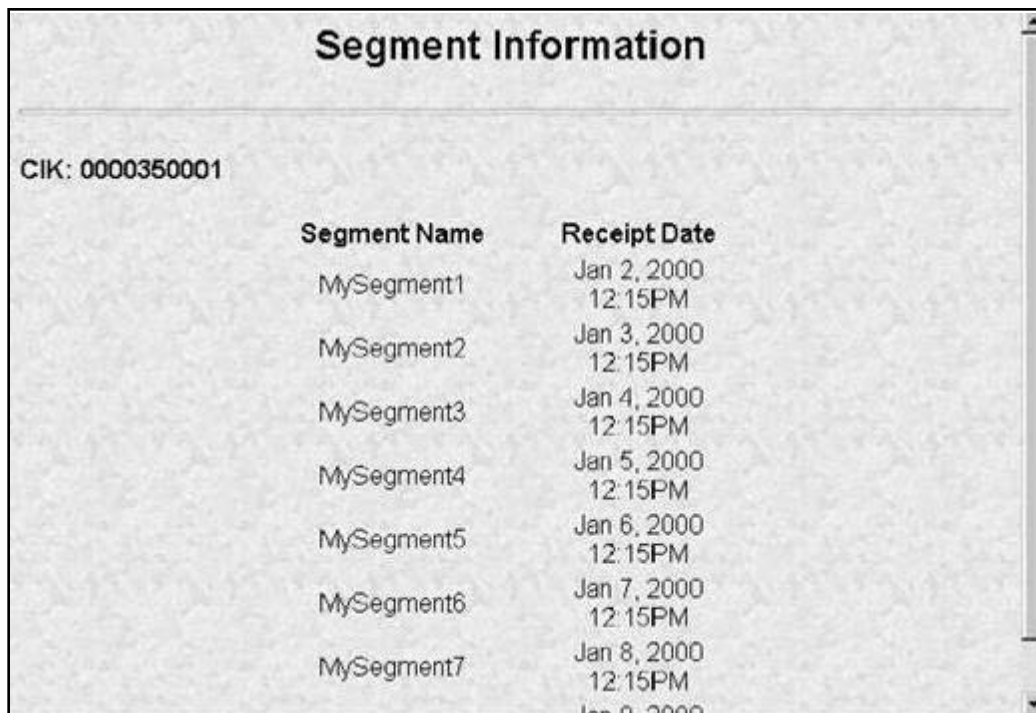 Segment Information
CIK: 0000350001
Segment Name Receipt Date
MySegment1 Jan 2, 2000
12:15PM
MySegment2 Jan 3, 2000
12:15PM
MySegment3 Jan 4, 2000
12:15PM
MySegment4 Jan 5, 2000
12:15PM
MySegment5 Jan 6, 2000
12:15PM
MySegment6 Jan 7, 2000
12:15PM
MySegment7 Jan 8, 2000
12:15PM